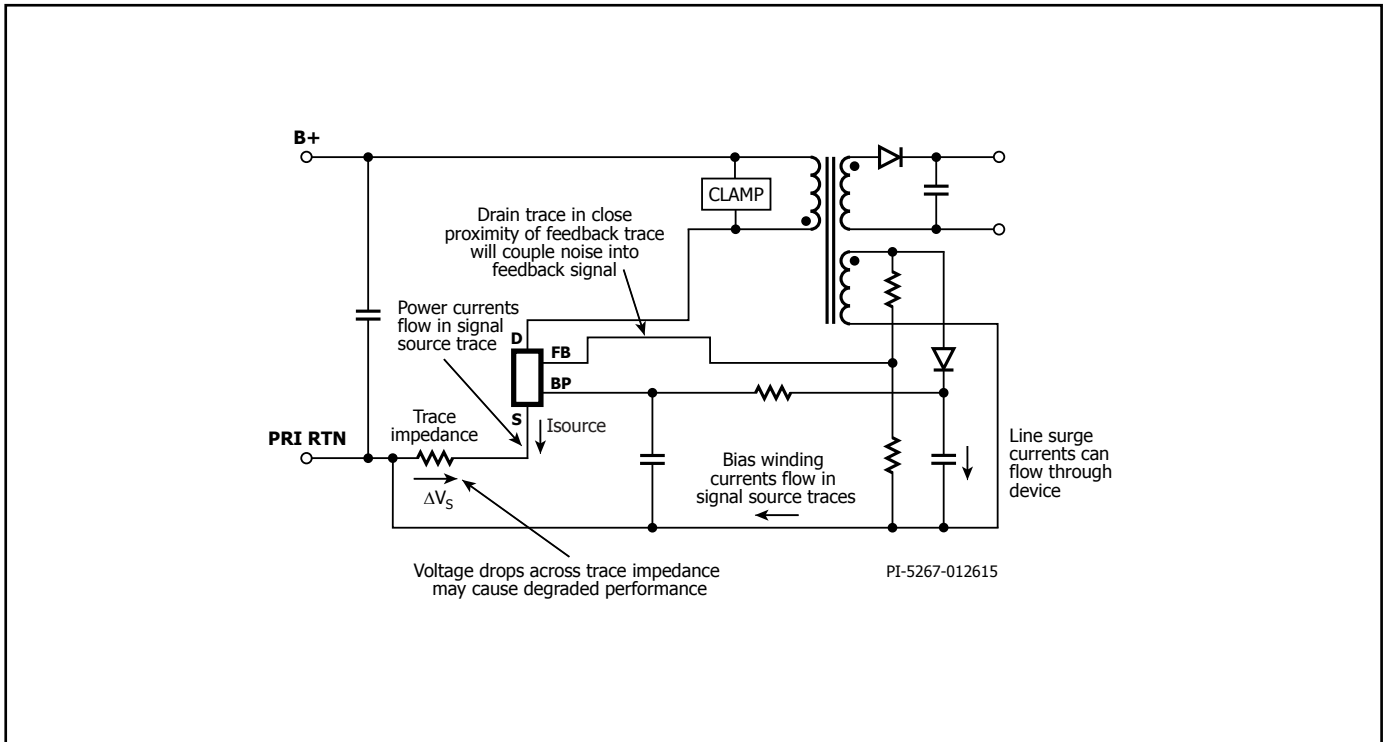 B+
CLAMP
Drain trace in close
proximity of feedback trace
will couple noise into
feedback signal
Power currents
flow in signal
source trace
D
FB
BP
S
Isource
Trace
impedance
PRI RTN
ΔVS
Bias winding
currents flow in
signal source traces
Line surge
currents can
flow through
device
Voltage drops across trace impedance
may cause degraded performance
PI-5267-012615